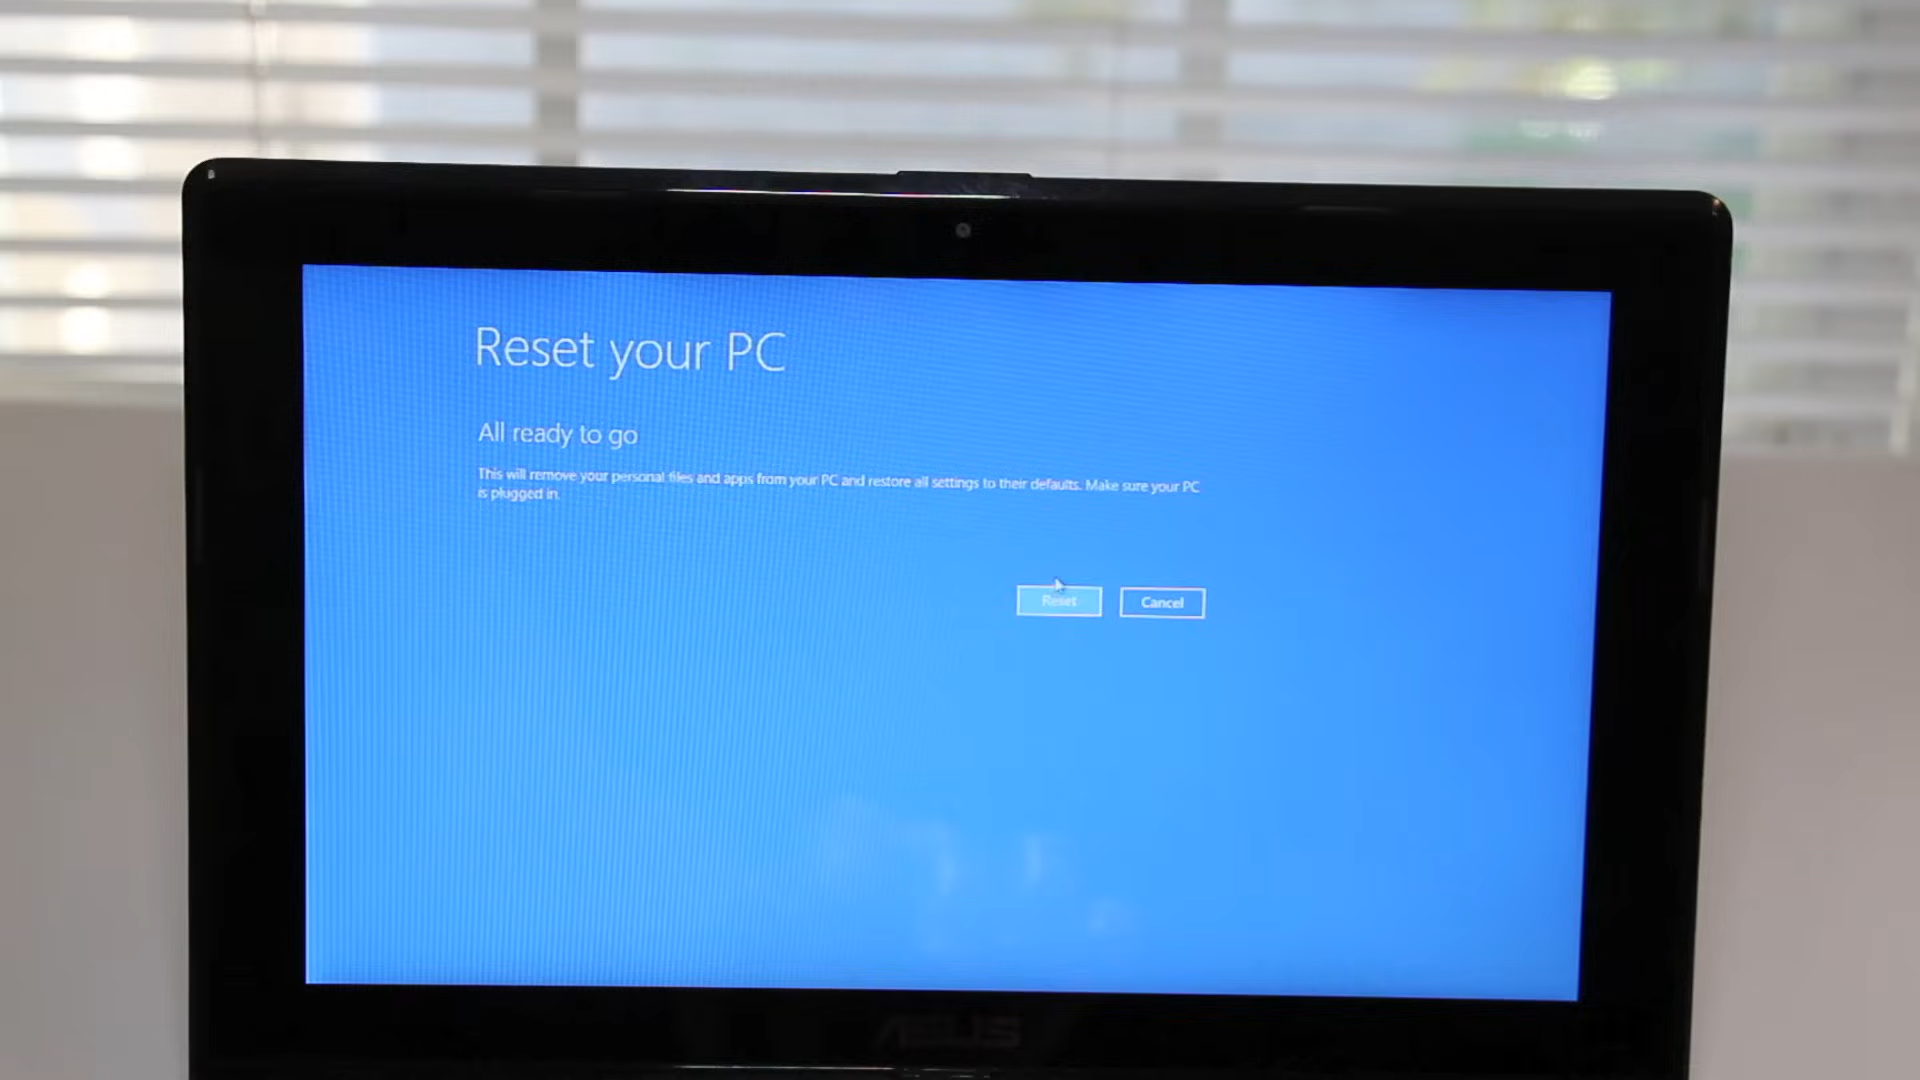 Reset your PC
All ready to go
This will remove your personal files and apps from your PC and restore all settings to their defaults. Make sure your PC
is plugged in.
Reset
Cancel
ASUS